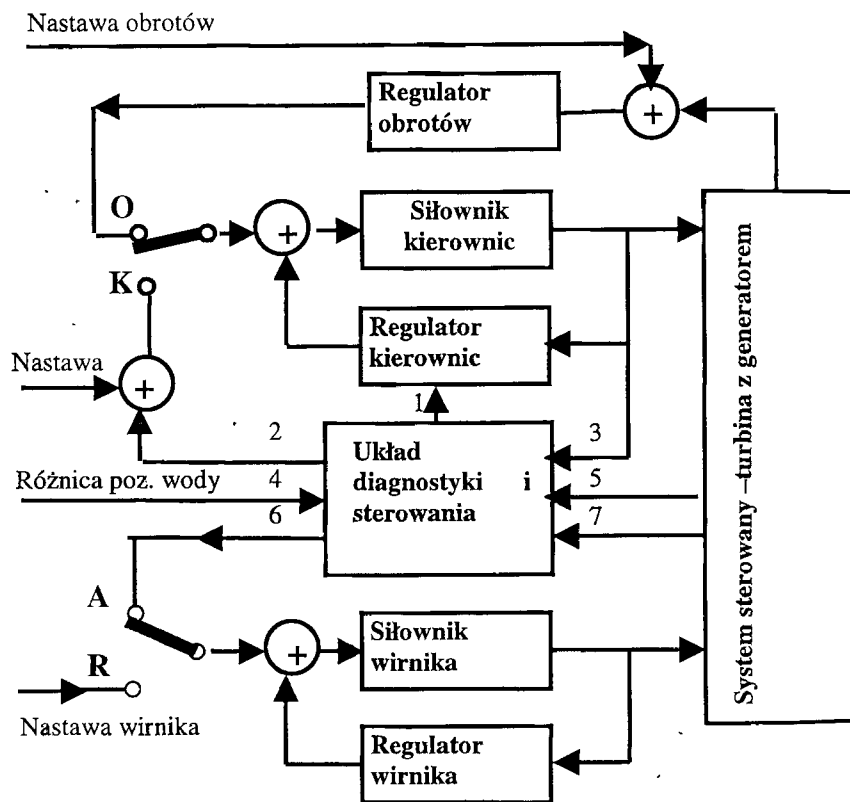 Nastawa obrotów
Regulator
obrotów
+
O
Siłownik
kierownic
+
K
Regulator
kierownic
Nastawa
+
1
2
3
Układ
diagnostyki i
sterowania
Różnica poz. wody
4
5
6
7
A
Siłownik
wirnika
+
R
Nastawa wirnika
Regulator
wirnika
System sterowany –turbina z generatorem